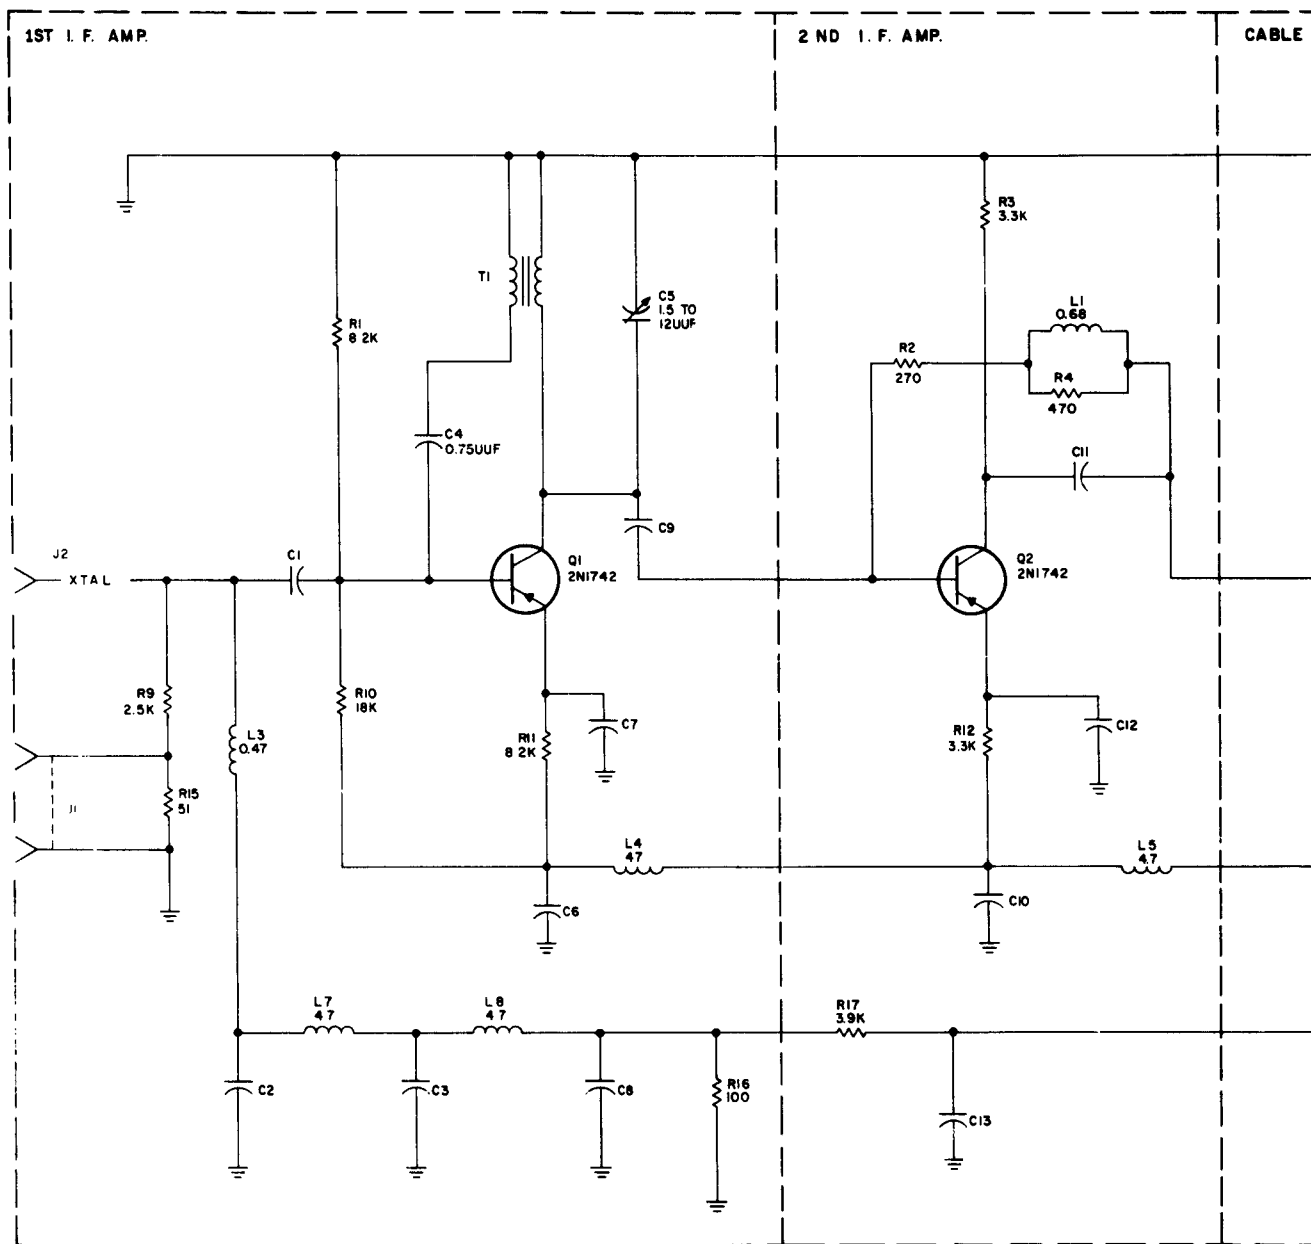 1ST I. F. AMP.
2 ND I. F. AMP.
CABLE
R3
3.3K
T1
C5
1.5 TO
12UUF
R1
8 2K
L1
0.68
R2
270
R4
470
C4
0.75UUF
C11
C9
J2
XTAL
C1
Q1
2N1742
Q2
2N1742
R9
2.5K
R10
18K
L3
0.47
R11
8 2K
C7
R12
3.3K
C12
R15
51
J1
L4
47
L5
4.7
C6
C10
L7
47
L8
47
R17
3.9K
C2
C3
C8
R16
100
C13